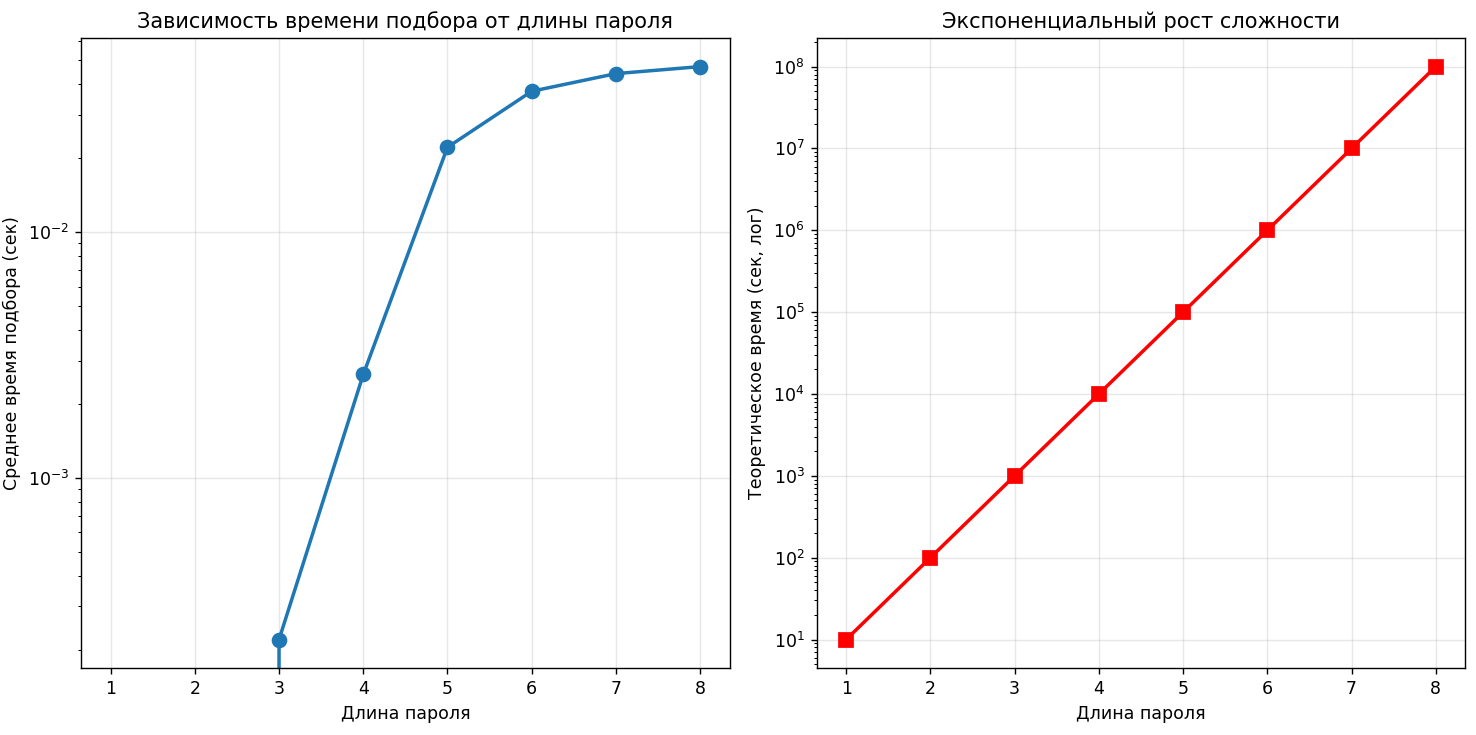 Зависимость времени подбора от длины пароля
Среднее время подбора (сек)
10⁻²
10⁻³
1 2 3 4 5 6 7 8
Длина пароля
Экспоненциальный рост сложности
Теоретическое время (сек, лог)
10⁸
10⁷
10⁶
10⁵
10⁴
10³
10²
10¹
1 2 3 4 5 6 7 8
Длина пароля